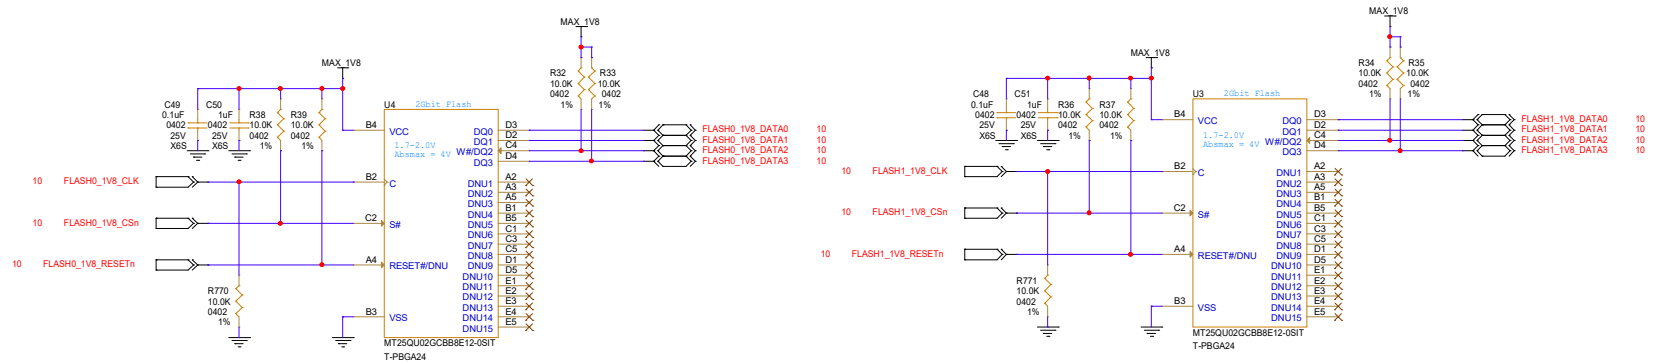 MAX_1V8
R32
10.0K
0402
1%
R33
10.0K
0402
1%
MAX_1V8
C49
0.1uF
0402
25V
X6S
C50
1uF
0402
25V
X6S
R38
10.0K
0402
1%
R39
10.0K
0402
1%
U4
2Gbit Flash
B4 VCC
1.7-2.0V
Absmax = 4V
DQ0 D3 FLASH0_1V8_DATA0 10
DQ1 D2 FLASH0_1V8_DATA1 10
W#/DQ2 C4 FLASH0_1V8_DATA2 10
DQ3 D4 FLASH0_1V8_DATA3 10
10 FLASH0_1V8_CLK B2 C
10 FLASH0_1V8_CSn C2 S#
10 FLASH0_1V8_RESETn A4 RESET#/DNU
DNU1 A2
DNU2 A3
DNU3 A5
DNU4 B1
DNU5 B5
DNU6 C1
DNU7 C3
DNU8 C5
DNU9 D1
DNU10 D5
DNU11 E1
DNU12 E2
DNU13 E3
DNU14 E4
DNU15 E5
R770
10.0K
0402
1%
B3 VSS
MT25QU02GCBB8E12-0SIT
T-PBGA24
MAX_1V8
R34
10.0K
0402
1%
R35
10.0K
0402
1%
MAX_1V8
C48
0.1uF
0402
25V
X6S
C51
1uF
0402
25V
X6S
R36
10.0K
0402
1%
R37
10.0K
0402
1%
U3
2Gbit Flash
B4 VCC
1.7-2.0V
Absmax = 4V
DQ0 D3 FLASH1_1V8_DATA0 10
DQ1 D2 FLASH1_1V8_DATA1 10
W#/DQ2 C4 FLASH1_1V8_DATA2 10
DQ3 D4 FLASH1_1V8_DATA3 10
10 FLASH1_1V8_CLK B2 C
10 FLASH1_1V8_CSn C2 S#
10 FLASH1_1V8_RESETn A4 RESET#/DNU
DNU1 A2
DNU2 A3
DNU3 A5
DNU4 B1
DNU5 B5
DNU6 C1
DNU7 C3
DNU8 C5
DNU9 D1
DNU10 D5
DNU11 E1
DNU12 E2
DNU13 E3
DNU14 E4
DNU15 E5
R771
10.0K
0402
1%
B3 VSS
MT25QU02GCBB8E12-0SIT
T-PBGA24